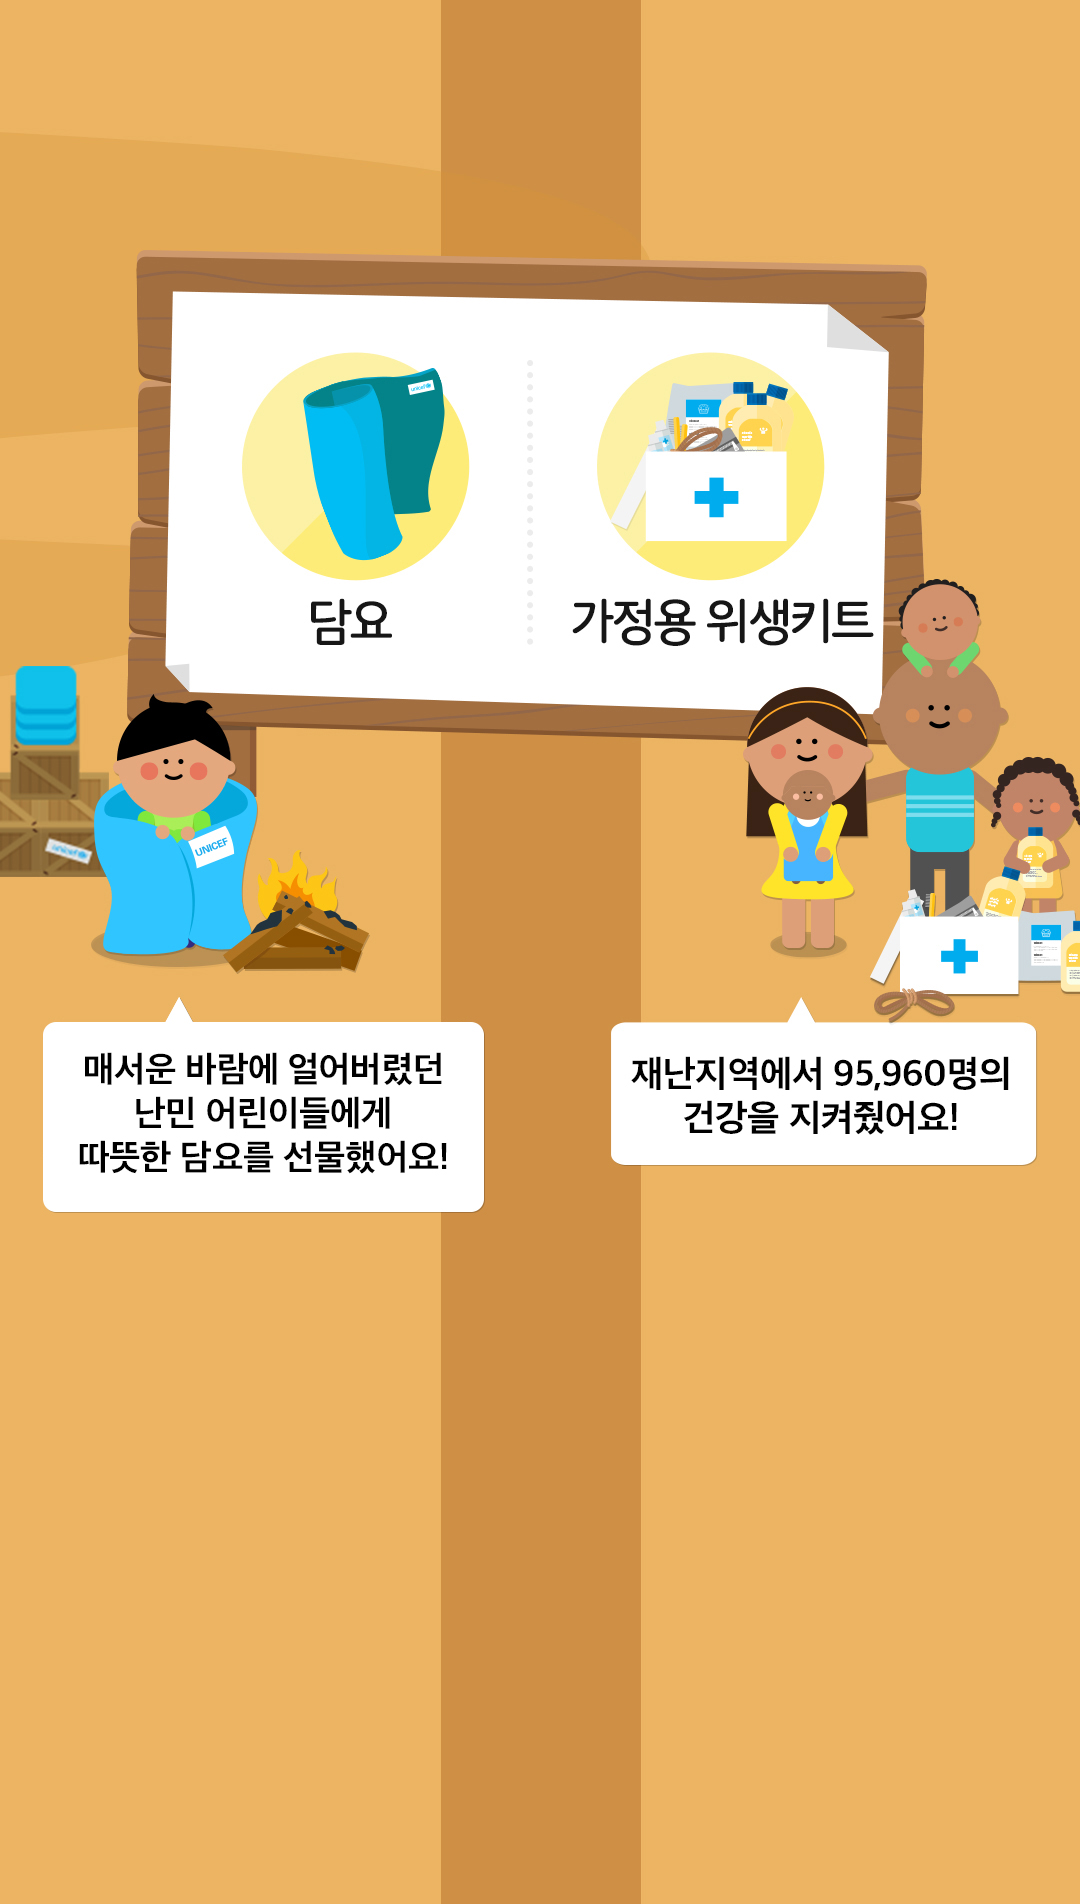 unicef
담요
가정용 위생키트
UNICEF
unicef
매서운 바람에 얼어버렸던
난민 어린이들에게
따뜻한 담요를 선물했어요!
재난지역에서 95,960명의
건강을 지켜줬어요!